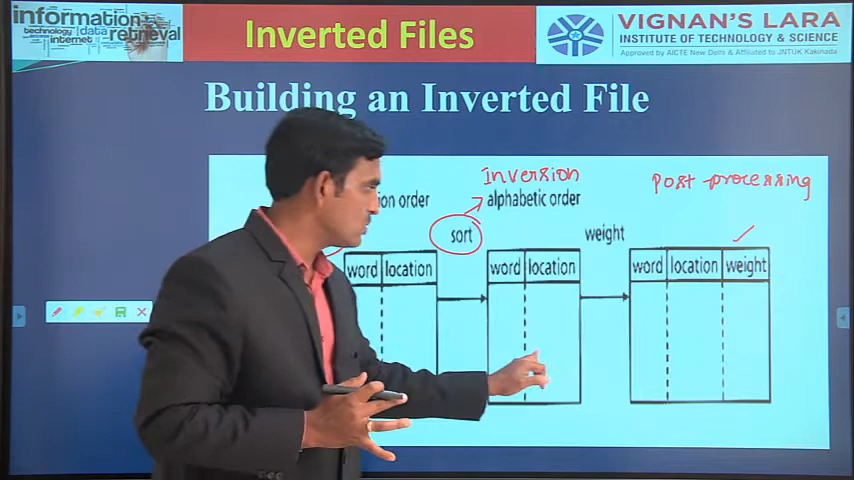 information
technology data
internet retrieval
Inverted Files
VIGNAN'S LARA
INSTITUTE OF TECHNOLOGY & SCIENCE
Approved by AICTE New Delhi & Affiliated to JNTUK Kakinada
Building an Inverted File
Inversion
Post-processing
ion order
alphabetic order
sort
weight
word location
word location
word location weight